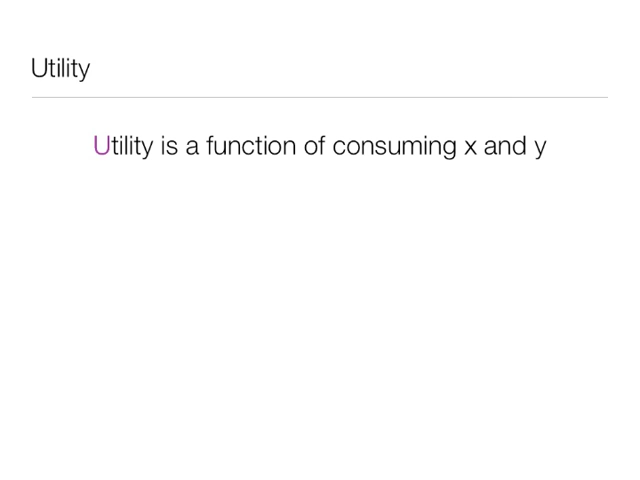 Utility
Utility is a function of consuming x and y